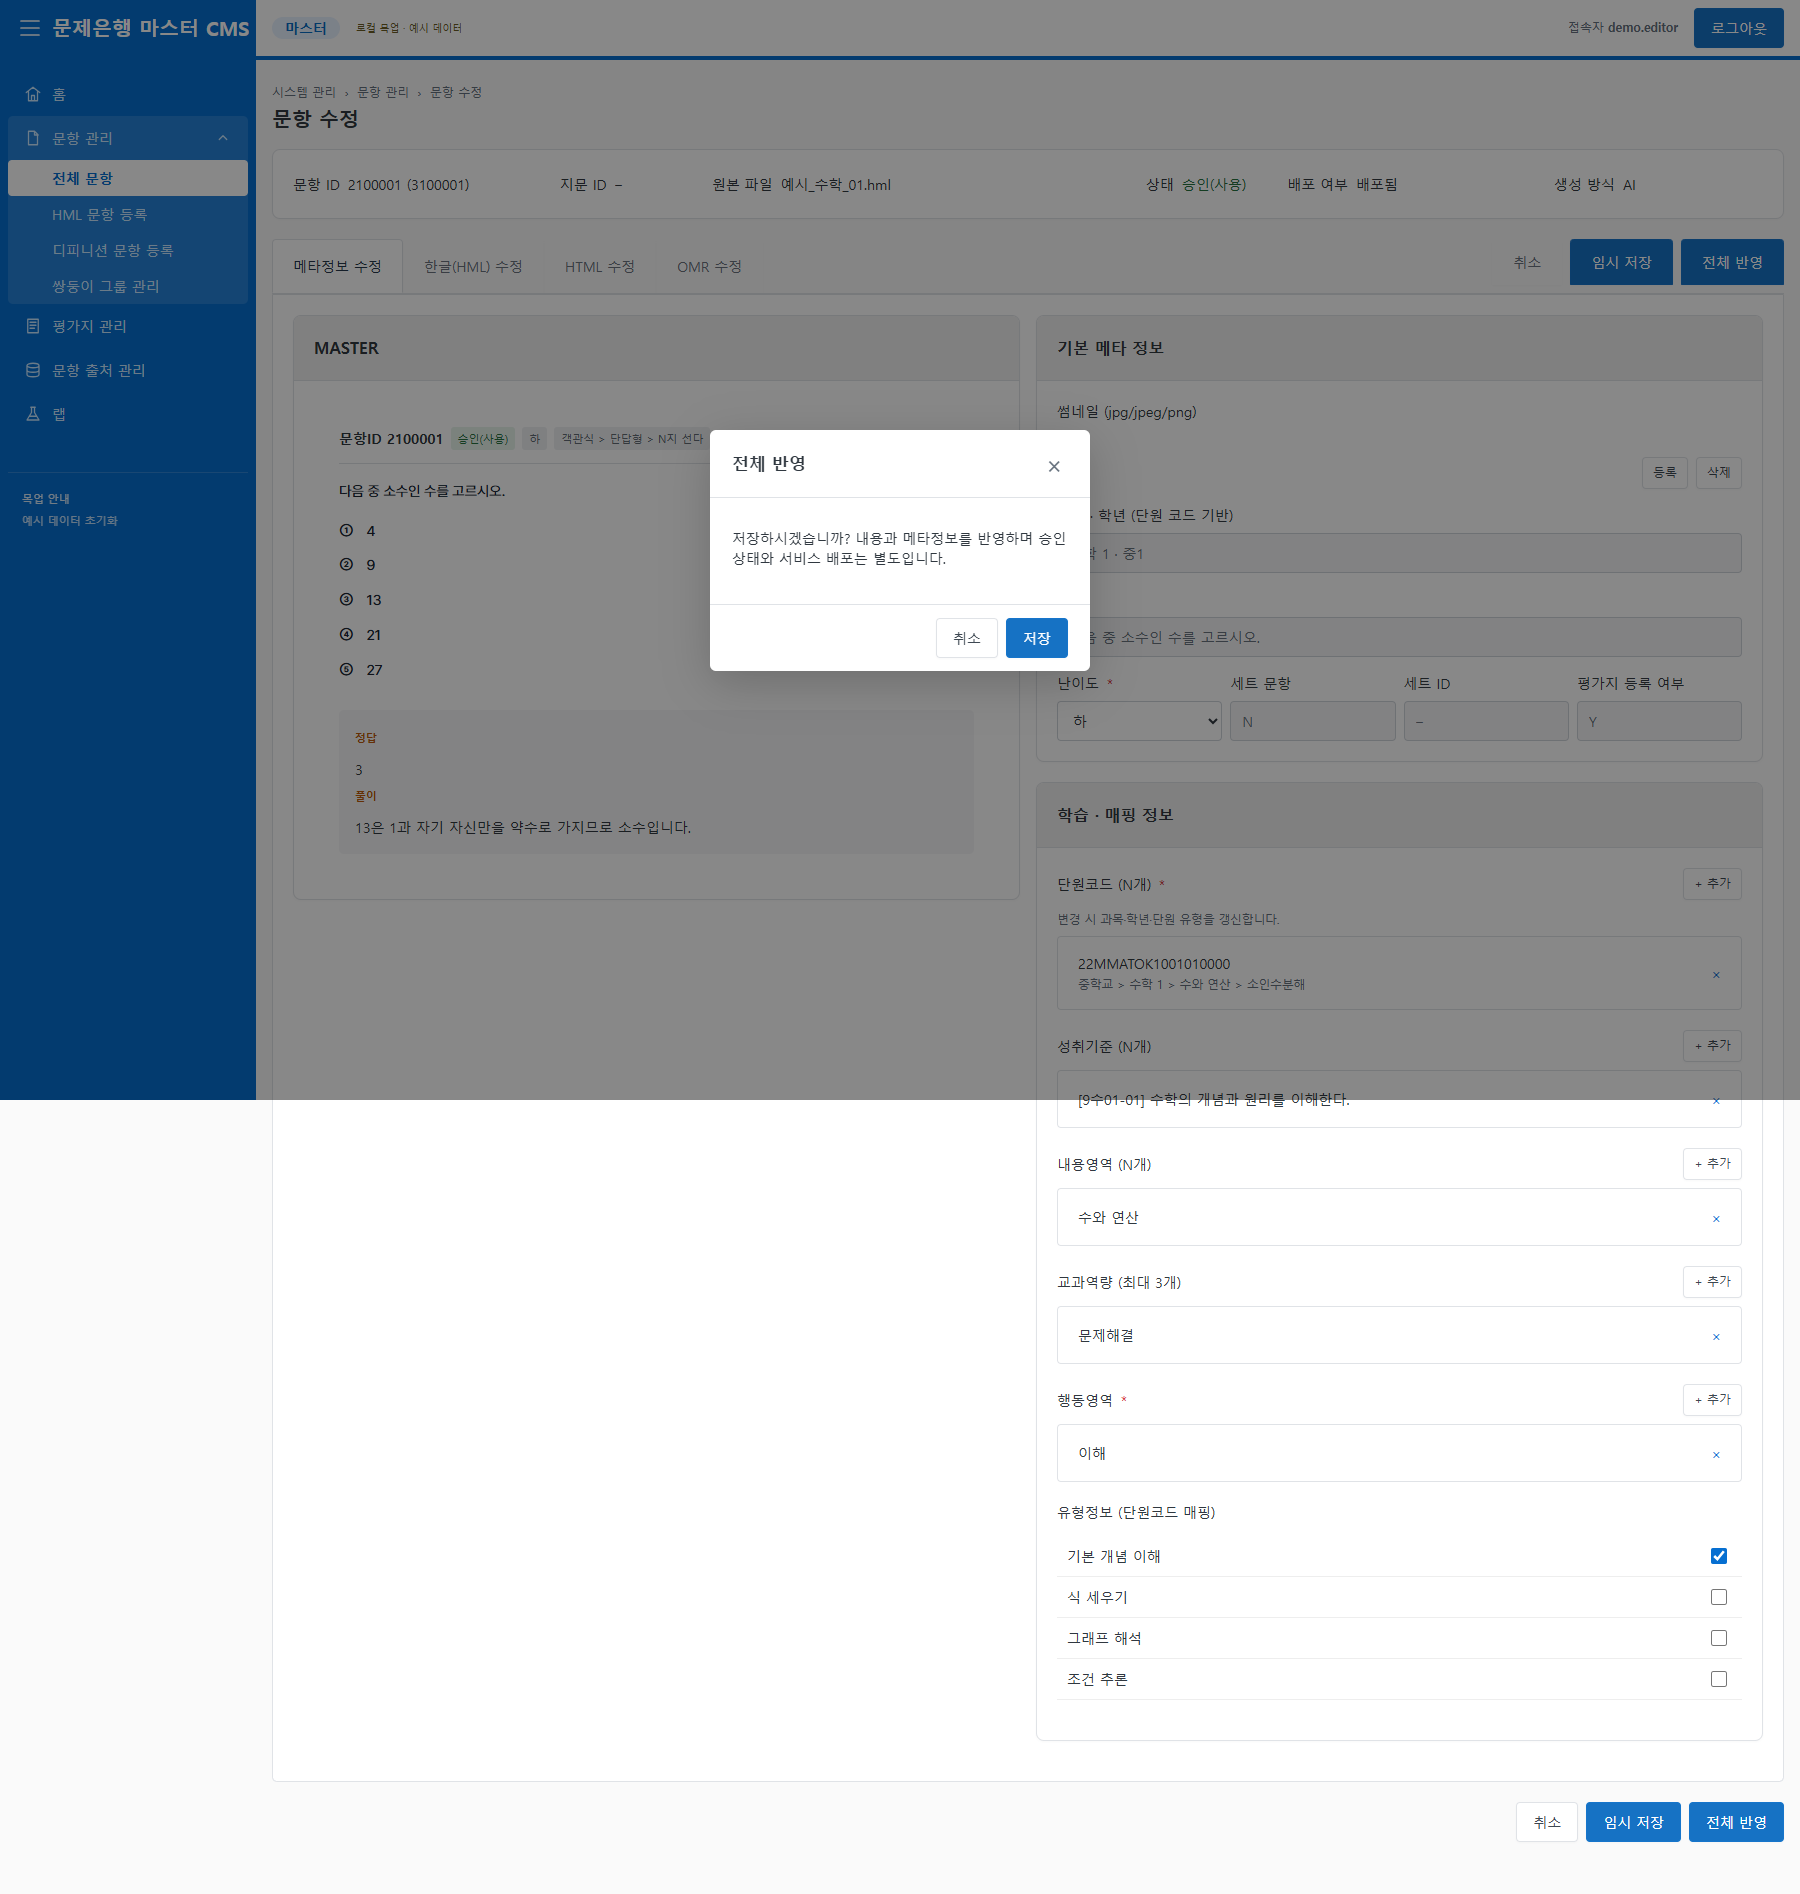 문제은행 마스터 CMS
마스터
로컬 목업 · 예시 데이터
접속자 demo.editor
로그아웃
홈
문항 관리
전체 문항
HML 문항 등록
디피니션 문항 등록
쌍둥이 그룹 관리
평가지 관리
문항 출처 관리
랩
목업 안내
예시 데이터 초기화
시스템 관리 › 문항 관리 › 문항 수정
문항 수정
문항 ID 2100001 (3100001)
지문 ID –
원본 파일 예시_수학_01.hml
상태 승인(사용)
배포 여부 배포됨
생성 방식 AI
메타정보 수정
한글(HML) 수정
HTML 수정
OMR 수정
취소
임시 저장
전체 반영
MASTER
문항ID 2100001 승인(사용) 하 객관식 > 단답형 > N지 선다
다음 중 소수인 수를 고르시오.
① 4
② 9
③ 13
④ 21
⑤ 27
정답
3
풀이
13은 1과 자기 자신만을 약수로 가지므로 소수입니다.
전체 반영
×
저장하시겠습니까? 내용과 메타정보를 반영하며 승인
상태와 서비스 배포는 별도입니다.
취소
저장
기본 메타 정보
썸네일 (jpg/jpeg/png)
등록
삭제
· 학년 (단원 코드 기반)
1 · 중1
중 소수인 수를 고르시오.
난이도 *
세트 문항
세트 ID
평가지 등록 여부
하
N
–
Y
학습 · 매핑 정보
단원코드 (N개) *
+ 추가
변경 시 과목·학년·단원 유형을 갱신합니다.
22MMATOK1001010000
중학교 > 수학 1 > 수와 연산 > 소인수분해
×
성취기준 (N개)
+ 추가
[9수01-01] 수학의 개념과 원리를 이해한다.
×
내용영역 (N개)
+ 추가
수와 연산
×
교과역량 (최대 3개)
+ 추가
문제해결
×
행동영역 *
+ 추가
이해
×
유형정보 (단원코드 매핑)
기본 개념 이해
식 세우기
그래프 해석
조건 추론
취소
임시 저장
전체 반영